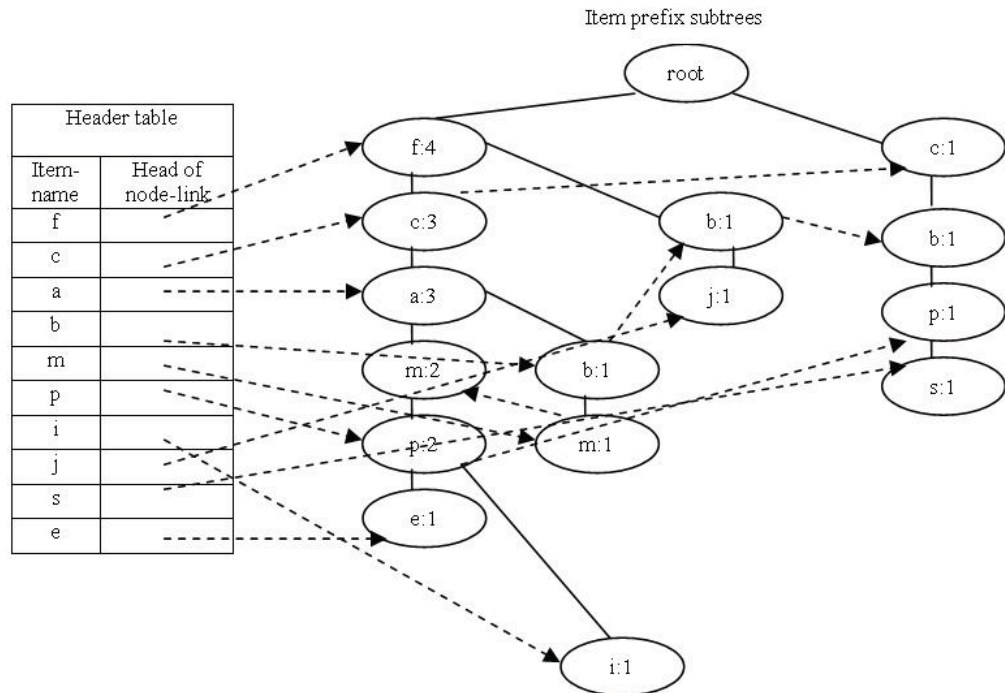 Item prefix subtrees
root
Header table
Item-name
Head of node-link
f
c
a
b
m
p
i
j
s
e
f:4
c:1
c:3
b:1
b:1
a:3
j:1
p:1
m:2
b:1
s:1
p:2
m:1
e:1
i:1